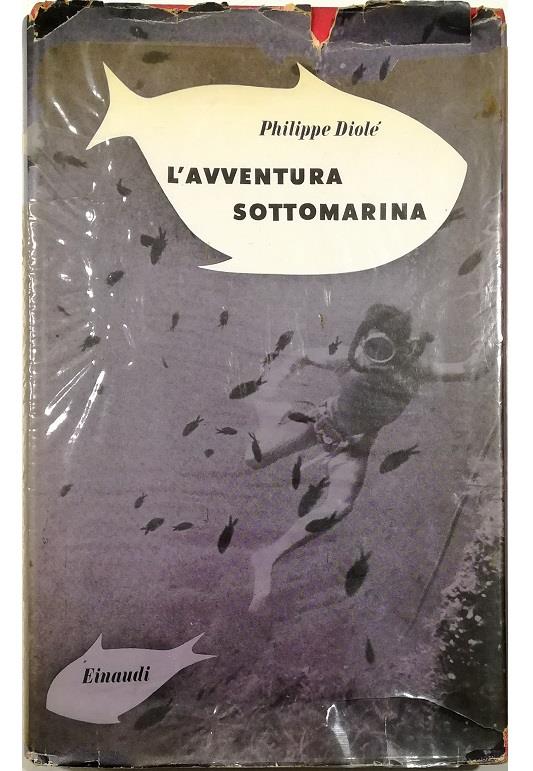 Philippe Diolé
L'AVVENTURA
SOTTOMARINA
Einaudi